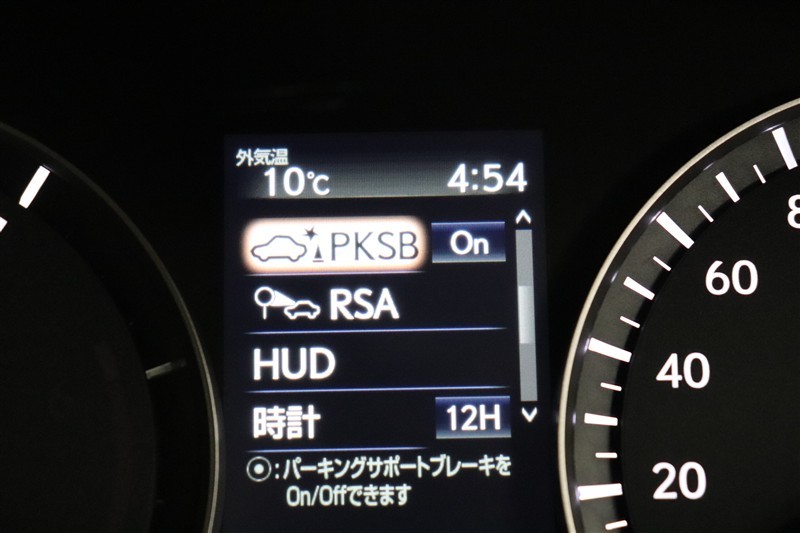 外気温
10℃ 4:54
PKSB On
RSA
HUD
時計 12H
◉:パーキングサポートブレーキを
On/Offできます
60
40
20